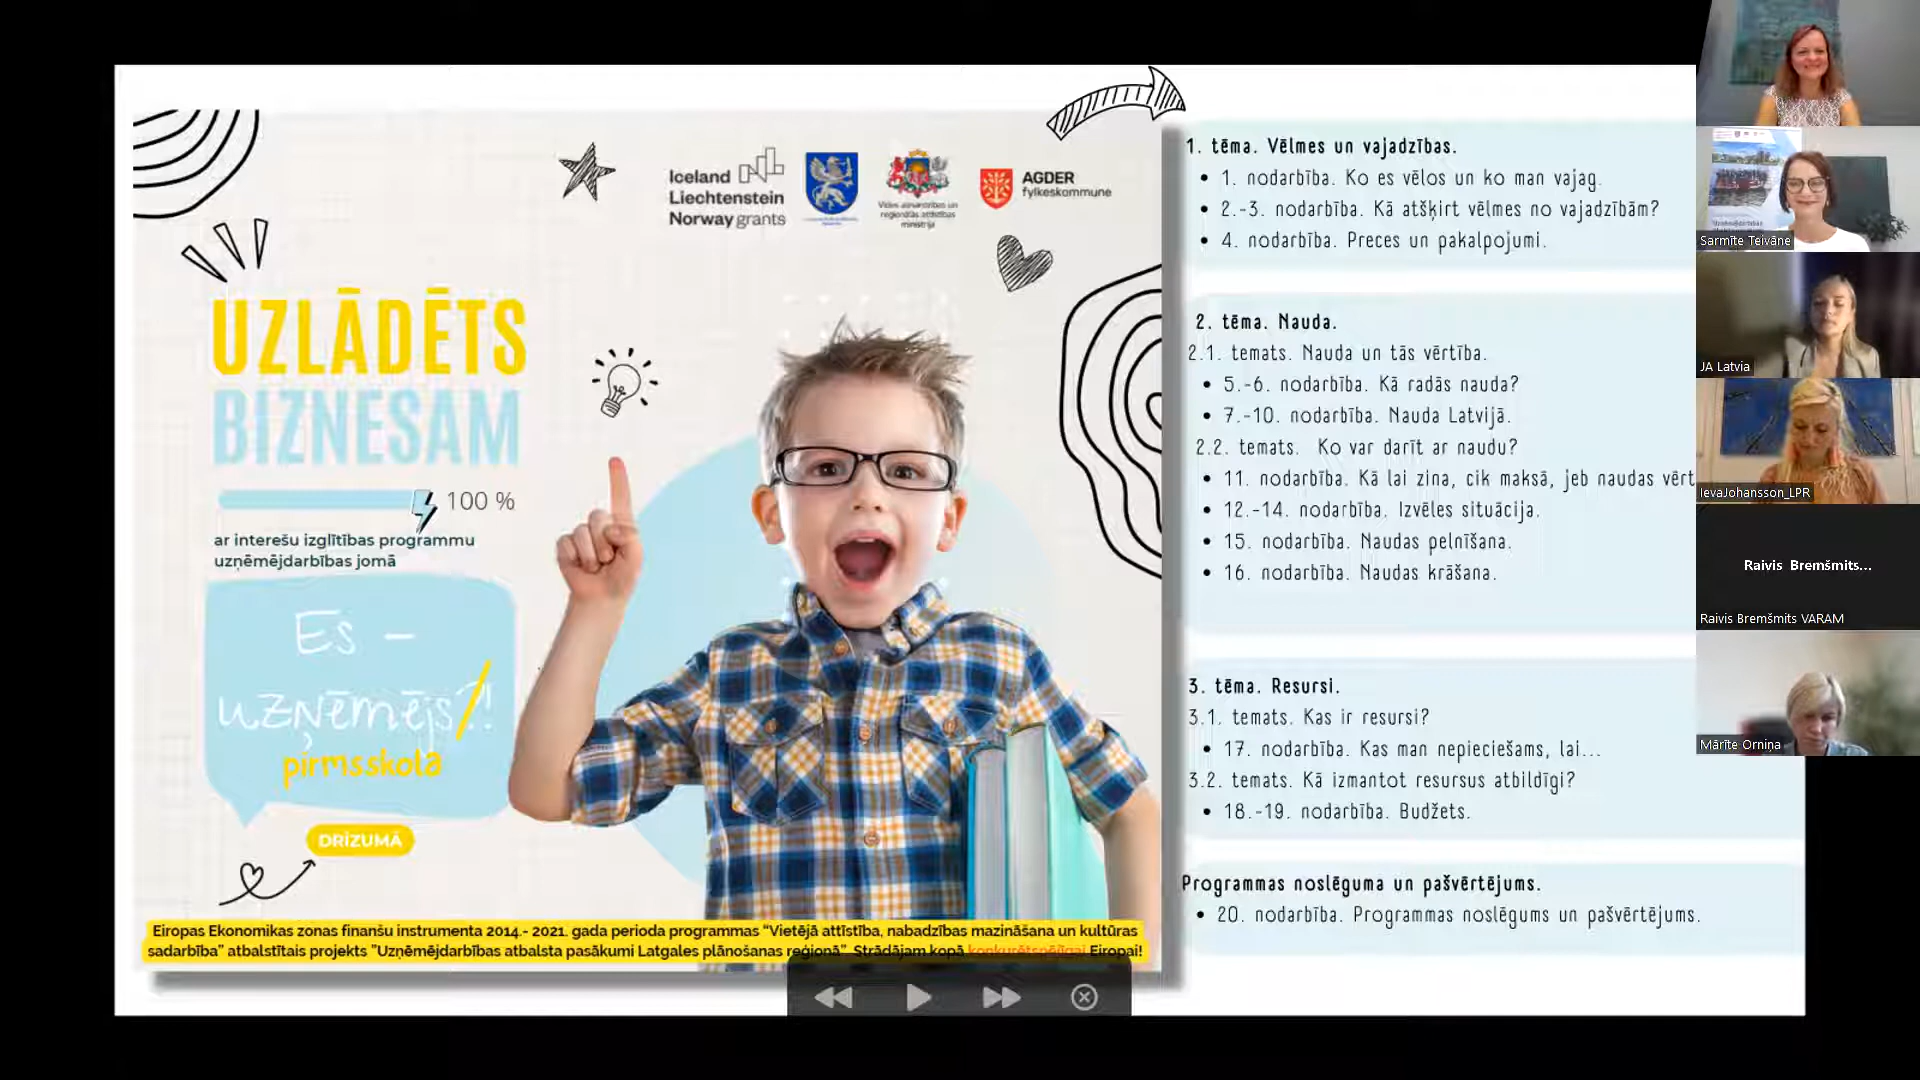 Iceland
Liechtenstein
Norway grants
Vides aizsardzības un
reģionālās attīstības
ministrija
AGDER
fylkeskommune
UZLĀDĒTS
BIZNESAM
100 %
ar interešu izglītības programmu
uzņēmējdarbības jomā
Es –
uzņēmējs?!
pirmsskola
DRĪZUMĀ
Eiropas Ekonomikas zonas finanšu instrumenta 2014.- 2021. gada perioda programmas “Vietējā attīstība, nabadzības mazināšana un kultūras
sadarbība” atbalstītais projekts ”Uzņēmējdarbības atbalsta pasākumi Latgales plānošanas reģionā”. Strādājam kopā konkurētspējīgai Eiropai!
1. tēma. Vēlmes un vajadzības.
• 1. nodarbība. Ko es vēlos un ko man vajag.
• 2.-3. nodarbība. Kā atšķirt vēlmes no vajadzībām?
• 4. nodarbība. Preces un pakalpojumi.
2. tēma. Nauda.
2.1. temats. Nauda un tās vērtība.
• 5.-6. nodarbība. Kā radās nauda?
• 7.-10. nodarbība. Nauda Latvijā.
2.2. temats. Ko var darīt ar naudu?
• 11. nodarbība. Kā lai zina, cik maksā, jeb naudas vērt
• 12.-14. nodarbība. Izvēles situācija.
• 15. nodarbība. Naudas pelnīšana.
• 16. nodarbība. Naudas krāšana.
3. tēma. Resursi.
3.1. temats. Kas ir resursi?
• 17. nodarbība. Kas man nepieciešams, lai...
3.2. temats. Kā izmantot resursus atbildīgi?
• 18.-19. nodarbība. Budžets.
Programmas noslēguma un pašvērtējums.
• 20. nodarbība. Programmas noslēgums un pašvērtējums.
Sarmīte Teivāne
JA Latvia
IevaJohansson_LPR
Raivis Bremšmits...
Raivis Bremšmits VARAM
Mārīte Orniņa